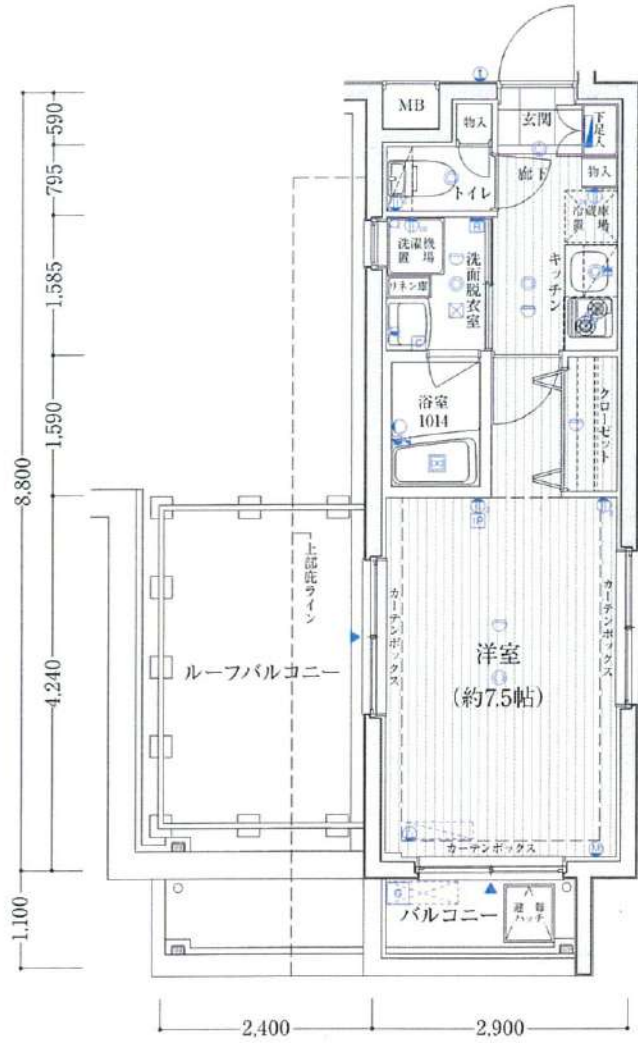 MB
物入
玄関
下足入
590
795
トイレ
廊下
物入
冷蔵庫置場
洗濯機置場
洗面脱衣室
キッチン
リネン庫
1,585
浴室
1014
クローゼット
1,590
8,800
上部庇ライン
カーテンボックス
カーテンボックス
ルーフバルコニー
洋室
(約7.5帖)
4,240
カーテンボックス
G
バルコニー
避難ハッチ
1,100
2,400
2,900